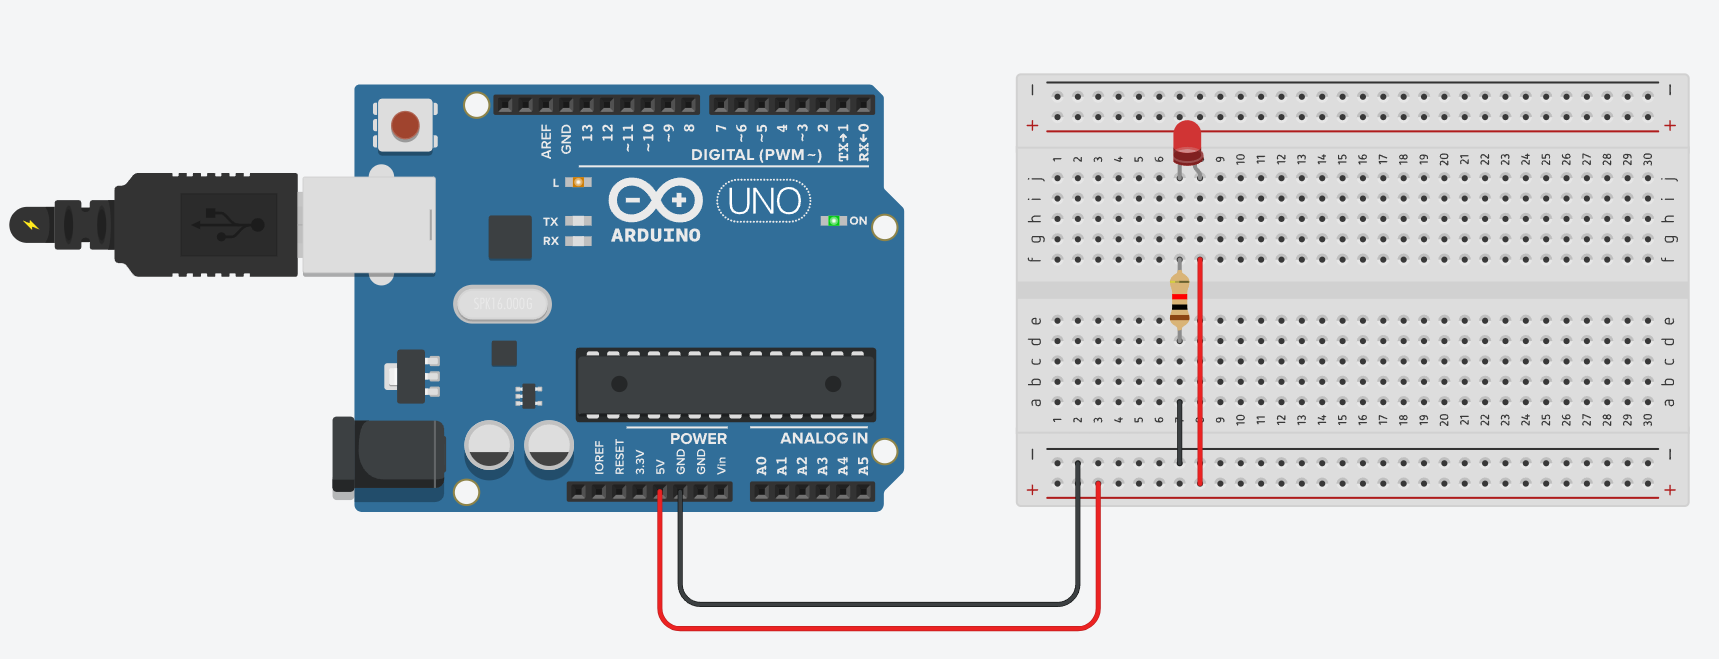 AREF GND 13 12 ~11 ~10 ~9 8 7 ~6 ~5 4 ~3 2 TX→1 RX←0
DIGITAL (PWM~)
L
TX
RX
UNO
ON
ARDUINO
SPK16.000G
POWER
ANALOG IN
IOREF RESET 3.3V 5V GND GND Vin A0 A1 A2 A3 A4 A5
− −
+ +
1 2 3 4 5 6 7 8 9 10 11 12 13 14 15 16 17 18 19 20 21 22 23 24 25 26 27 28 29 30
j j
i i
h h
g g
f f
e e
d d
c c
b b
a a
1 2 3 4 5 6 7 8 9 10 11 12 13 14 15 16 17 18 19 20 21 22 23 24 25 26 27 28 29 30
− −
+ +